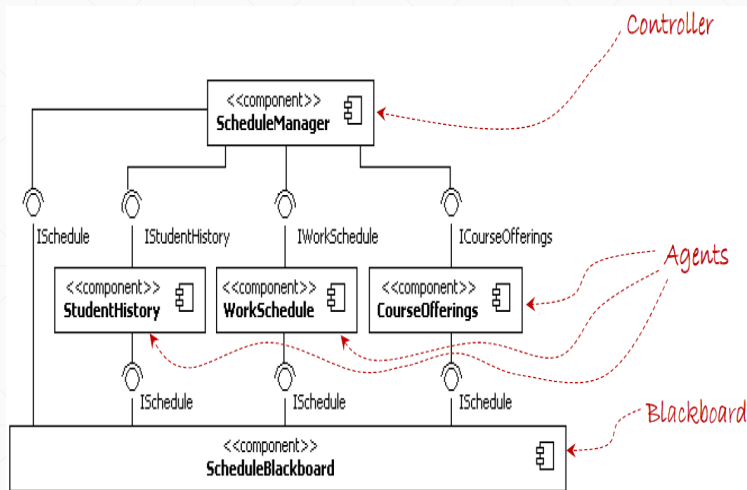 Controller
<<component>>
ScheduleManager
ISchedule
IStudentHistory
IWorkSchedule
ICourseOfferings
Agents
<<component>>
StudentHistory
<<component>>
WorkSchedule
<<component>>
CourseOfferings
ISchedule
ISchedule
ISchedule
Blackboard
<<component>>
ScheduleBlackboard